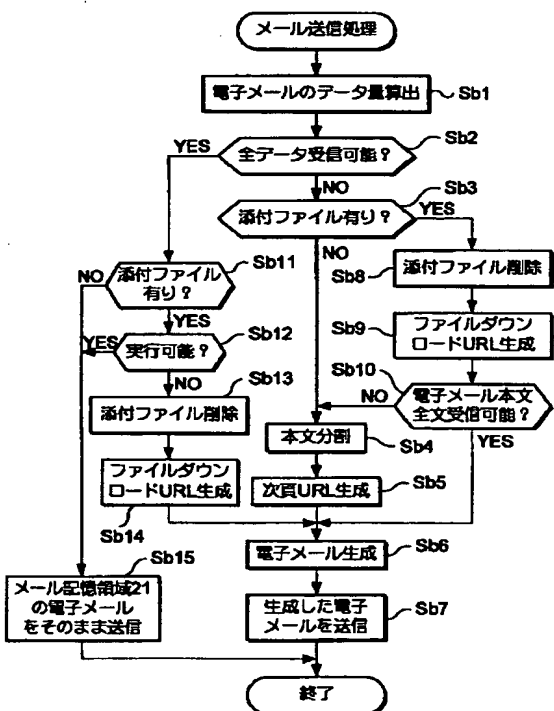 メール送信処理
電子メールのデータ量算出
Sb1
Sb2
YES
全データ受信可能?
NO
Sb3
添付ファイル有り?
YES
NO
添付ファイル
有り?
Sb11
NO
YES
Sb8
添付ファイル削除
YES
実行可能?
Sb12
Sb9
ファイルダウン
ロードURL生成
NO
Sb13
Sb10
電子メール本文
全文受信可能?
NO
YES
添付ファイル削除
本文分割
Sb4
ファイルダウン
ロードURL生成
次頁URL生成
Sb5
Sb14
電子メール生成
Sb6
Sb15
メール記憶領域21
の電子メール
をそのまま送信
生成した電子
メールを送信
Sb7
終了